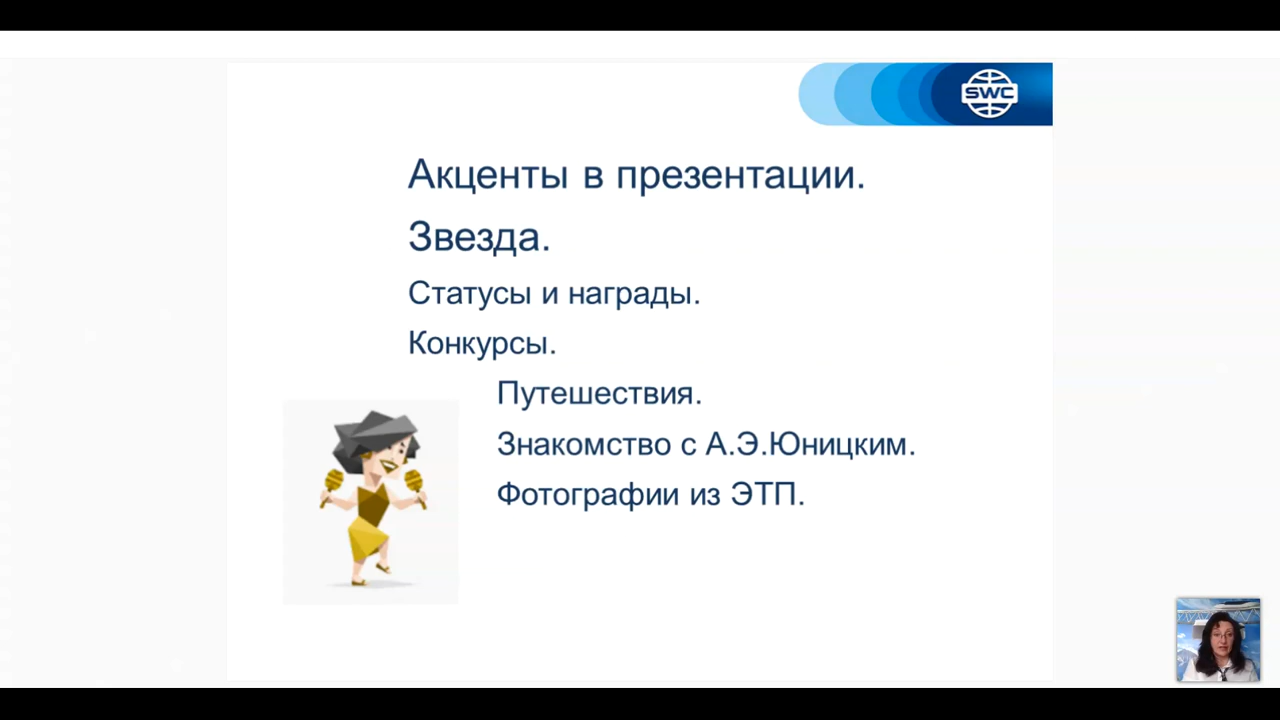 SWC
Акценты в презентации.
Звезда.
Статусы и награды.
Конкурсы.
Путешествия.
Знакомство с А.Э.Юницким.
Фотографии из ЭТП.